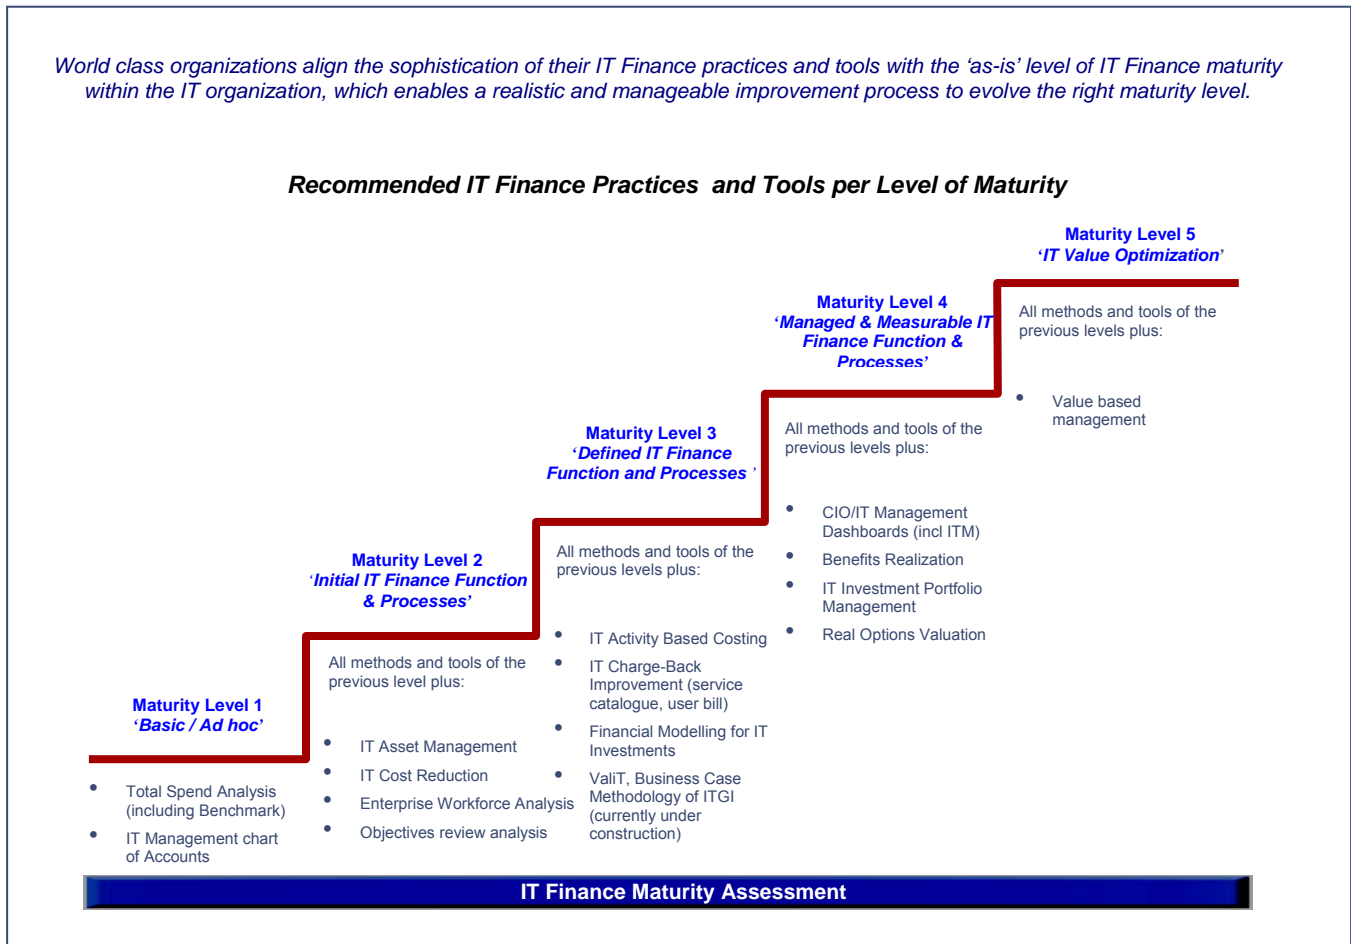 World class organizations align the sophistication of their IT Finance practices and tools with the ‘as-is’ level of IT Finance maturity
within the IT organization, which enables a realistic and manageable improvement process to evolve the right maturity level.
Recommended IT Finance Practices and Tools per Level of Maturity
Maturity Level 1
‘Basic / Ad hoc’
• Total Spend Analysis
(including Benchmark)
• IT Management chart
of Accounts
Maturity Level 2
‘Initial IT Finance Function
& Processes’
All methods and tools of the
previous level plus:
• IT Asset Management
• IT Cost Reduction
• Enterprise Workforce Analysis
• Objectives review analysis
Maturity Level 3
‘Defined IT Finance
Function and Processes ’
All methods and tools of the
previous levels plus:
• IT Activity Based Costing
• IT Charge-Back
Improvement (service
catalogue, user bill)
• Financial Modelling for IT
Investments
• ValiT, Business Case
Methodology of ITGI
(currently under
construction)
Maturity Level 4
‘Managed & Measurable IT
Finance Function &
Processes’
All methods and tools of the
previous levels plus:
• CIO/IT Management
Dashboards (incl ITM)
• Benefits Realization
• IT Investment Portfolio
Management
• Real Options Valuation
Maturity Level 5
‘IT Value Optimization’
All methods and tools of the
previous levels plus:
• Value based
management
IT Finance Maturity Assessment